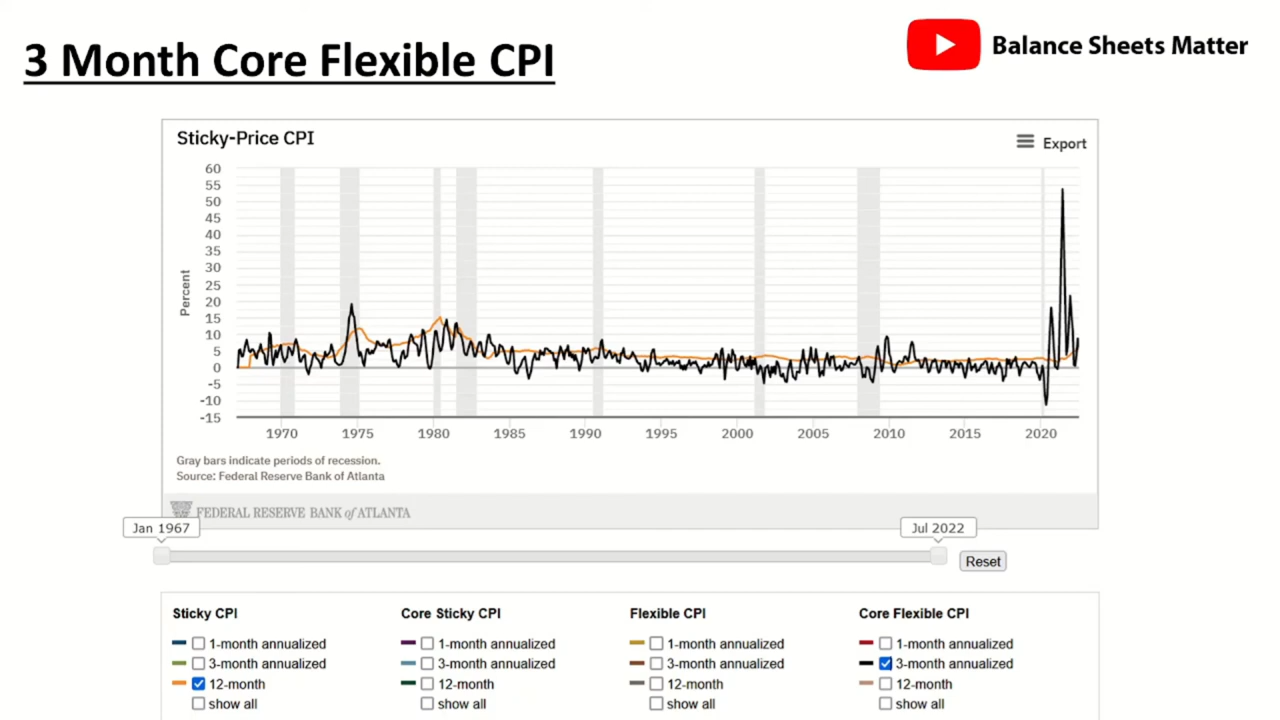 3 Month Core Flexible CPI
Balance Sheets Matter
Sticky-Price CPI
Export
Percent
60
55
50
45
40
35
30
25
20
15
10
5
0
-5
-10
-15
1970 1975 1980 1985 1990 1995 2000 2005 2010 2015 2020
Gray bars indicate periods of recession.
Source: Federal Reserve Bank of Atlanta
FEDERAL RESERVE BANK of ATLANTA
Jan 1967 Jul 2022
Reset
Sticky CPI Core Sticky CPI Flexible CPI Core Flexible CPI
1-month annualized 1-month annualized 1-month annualized 1-month annualized
3-month annualized 3-month annualized 3-month annualized 3-month annualized
12-month 12-month 12-month 12-month
show all show all show all show all